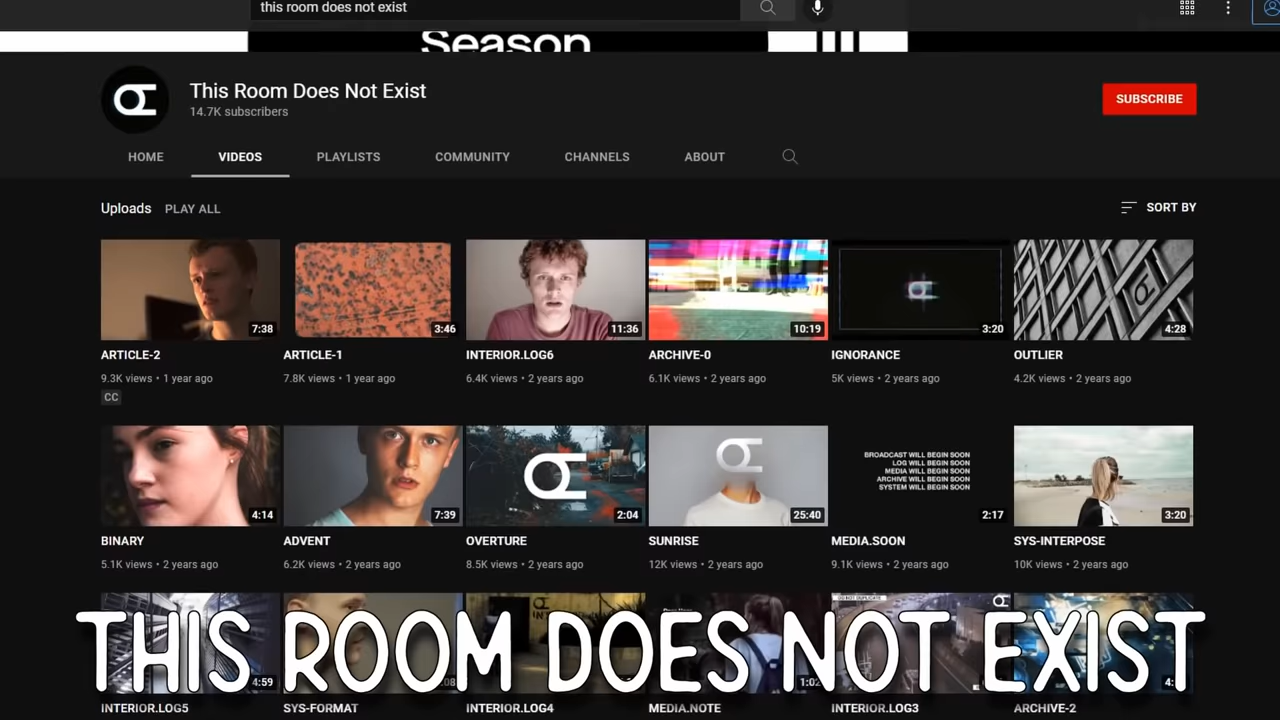 this room does not exist
Season
This Room Does Not Exist
14.7K subscribers
SUBSCRIBE
HOME VIDEOS PLAYLISTS COMMUNITY CHANNELS ABOUT
Uploads PLAY ALL SORT BY
7:38 3:46 11:36 10:19 3:20 4:28
ARTICLE-2 ARTICLE-1 INTERIOR.LOG6 ARCHIVE-0 IGNORANCE OUTLIER
9.3K views • 1 year ago 7.8K views • 1 year ago 6.4K views • 2 years ago 6.1K views • 2 years ago 5K views • 2 years ago 4.2K views • 2 years ago
CC
BROADCAST WILL BEGIN SOON
LOG WILL BEGIN SOON
MEDIA WILL BEGIN SOON
ARCHIVE WILL BEGIN SOON
SYSTEM WILL BEGIN SOON
4:14 7:39 2:04 25:40 2:17 3:20
BINARY ADVENT OVERTURE SUNRISE MEDIA.SOON SYS-INTERPOSE
5.1K views • 2 years ago 6.2K views • 2 years ago 8.5K views • 2 years ago 12K views • 2 years ago 9.1K views • 2 years ago 10K views • 2 years ago
DO NOT DUPLICATE
THIS ROOM DOES NOT EXIST
4:59
INTERIOR.LOG5 SYS-FORMAT INTERIOR.LOG4 MEDIA.NOTE INTERIOR.LOG3 ARCHIVE-2